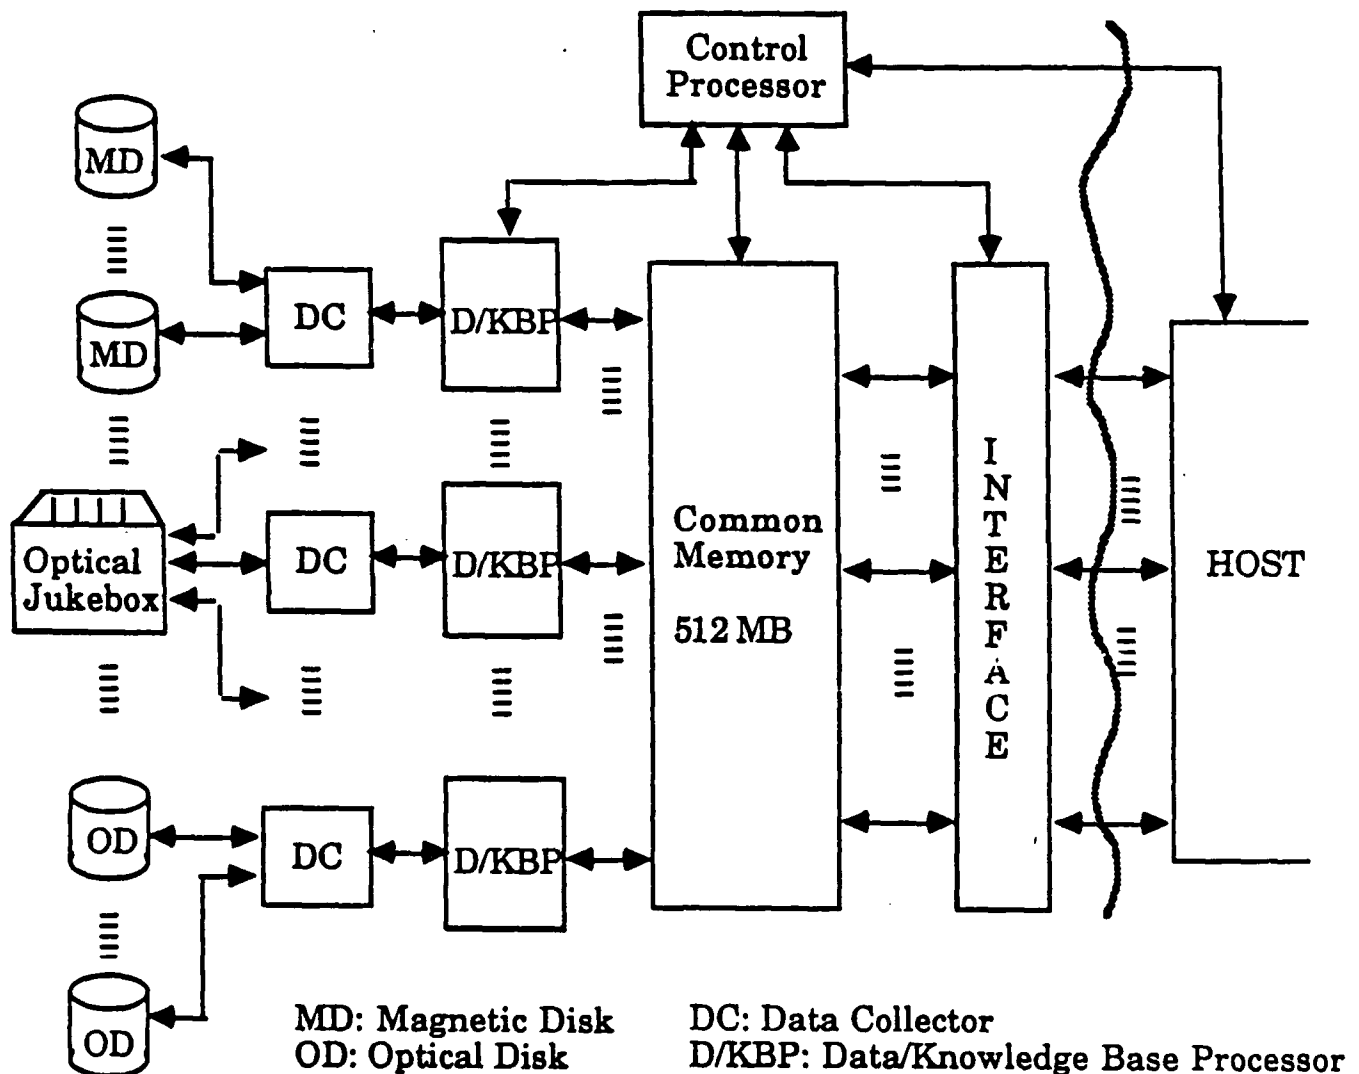 Control
Processor
MD
MD
DC
D/KBP
Optical
Jukebox
DC
D/KBP
Common
Memory
512 MB
INTERFACE
HOST
OD
DC
D/KBP
OD
MD: Magnetic Disk
DC: Data Collector
OD: Optical Disk
D/KBP: Data/Knowledge Base Processor